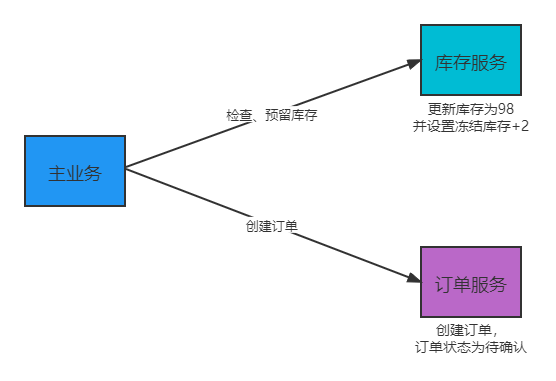 库存服务
更新库存为98
并设置冻结库存+2
检查、预留库存
主业务
创建订单
订单服务
创建订单，
订单状态为待确认